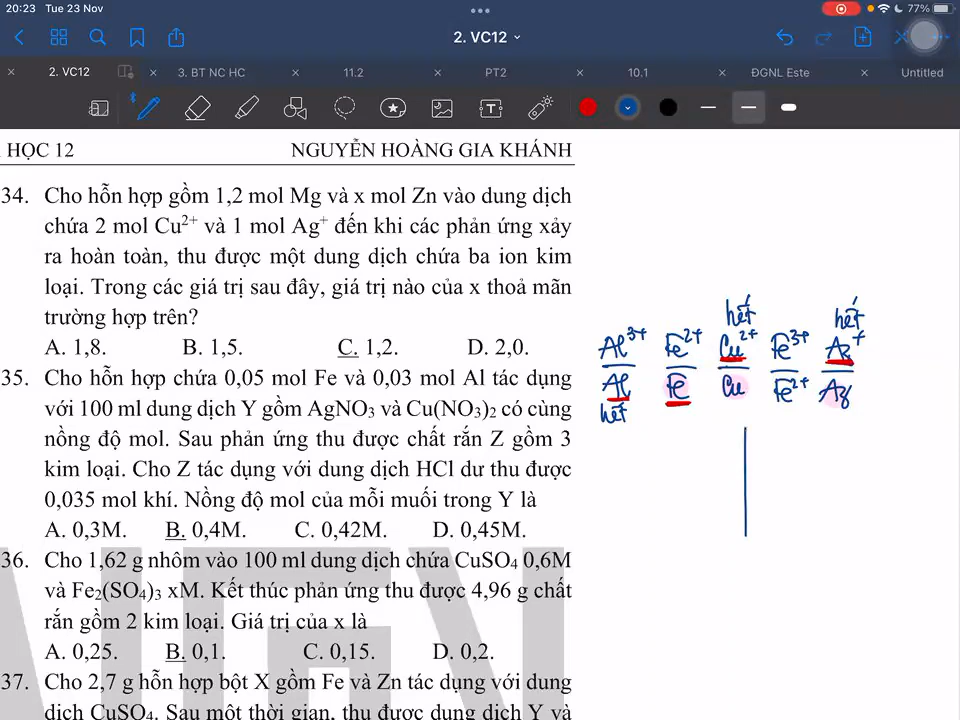 20:23 Tue 23 Nov
77%
2. VC12
2. VC12
3. BT NC HC
11.2
PT2
10.1
ĐGNL Este
Untitled
HỌC 12
NGUYỄN HOÀNG GIA KHÁNH
34. Cho hỗn hợp gồm 1,2 mol Mg và x mol Zn vào dung dịch
chứa 2 mol Cu²⁺ và 1 mol Ag⁺ đến khi các phản ứng xảy
ra hoàn toàn, thu được một dung dịch chứa ba ion kim
loại. Trong các giá trị sau đây, giá trị nào của x thoả mãn
trường hợp trên?
A. 1,8. B. 1,5. C. 1,2. D. 2,0.
35. Cho hỗn hợp chứa 0,05 mol Fe và 0,03 mol Al tác dụng
với 100 ml dung dịch Y gồm AgNO₃ và Cu(NO₃)₂ có cùng
nồng độ mol. Sau phản ứng thu được chất rắn Z gồm 3
kim loại. Cho Z tác dụng với dung dịch HCl dư thu được
0,035 mol khí. Nồng độ mol của mỗi muối trong Y là
A. 0,3M. B. 0,4M. C. 0,42M. D. 0,45M.
36. Cho 1,62 g nhôm vào 100 ml dung dịch chứa CuSO₄ 0,6M
và Fe₂(SO₄)₃ xM. Kết thúc phản ứng thu được 4,96 g chất
rắn gồm 2 kim loại. Giá trị của x là
A. 0,25. B. 0,1. C. 0,15. D. 0,2.
37. Cho 2,7 g hỗn hợp bột X gồm Fe và Zn tác dụng với dung
dịch CuSO₄. Sau một thời gian, thu được dung dịch Y và
hết hết
Al³⁺ Fe²⁺ Cu²⁺ Fe³⁺ Ag⁺
Al Fe Cu Fe²⁺ Ag
hết